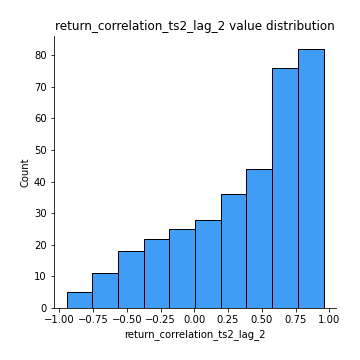 return_correlation_ts2_lag_2 value distribution
80
70
60
50
40
30
20
10
0
Count
−1.00 −0.75 −0.50 −0.25 0.00 0.25 0.50 0.75 1.00
return_correlation_ts2_lag_2